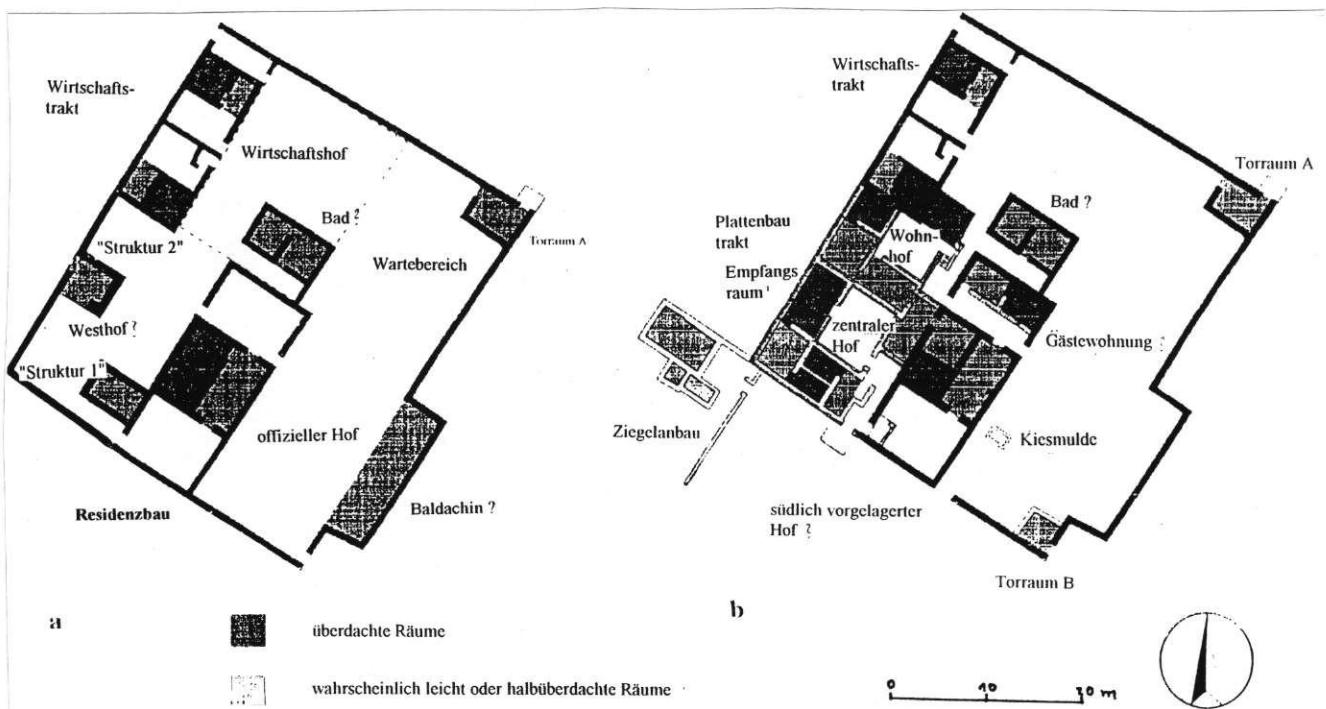 Wirtschafts-
trakt
Wirtschaftshof
Bad ?
Torraum A
"Struktur 2"
Wartebereich
Westhof ?
"Struktur 1"
offizieller Hof
Residenzbau
Baldachin ?
a
Wirtschafts-
trakt
Torraum A
Bad ?
Plattenbau
trakt
Wohn-
hof
Empfangs
raum
zentraler
Hof
Gästewohnung ?
Ziegelanbau
Kiesmulde
südlich vorgelagerter
Hof ?
Torraum B
b
überdachte Räume
wahrscheinlich leicht oder halbüberdachte Räume
0 10 20 m